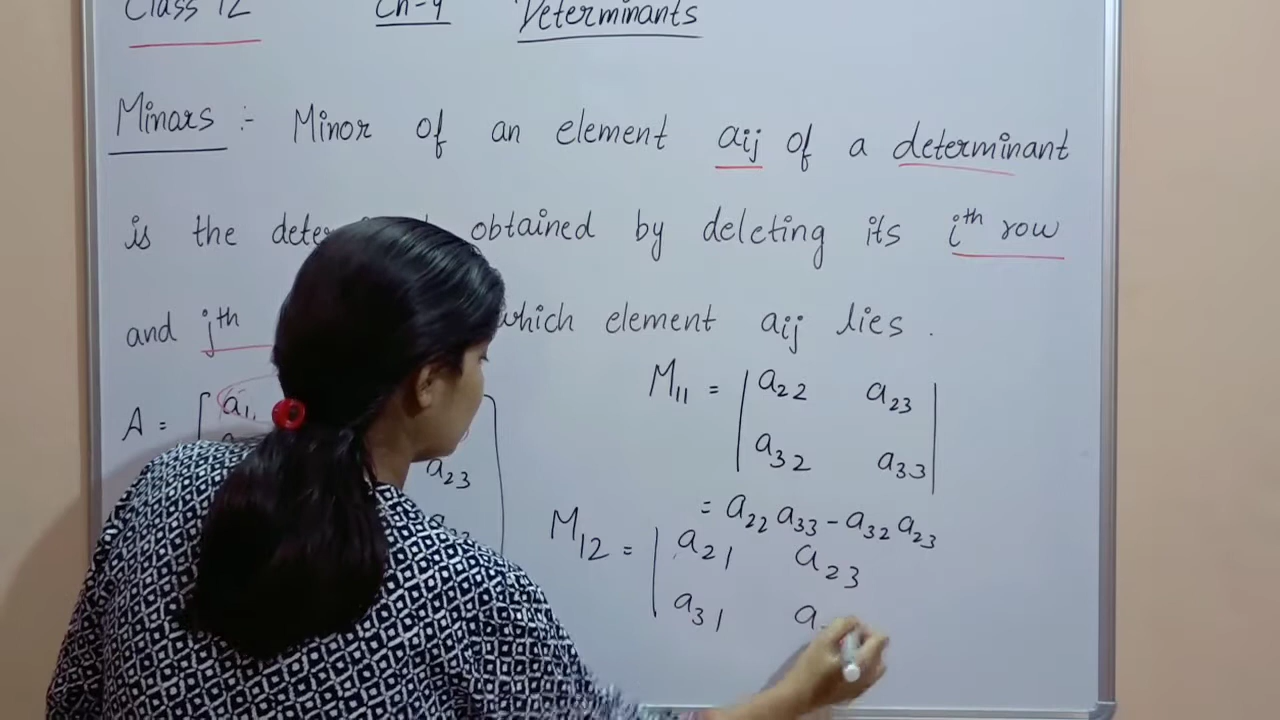 Class 12 Ch-4 Determinants
Minars :- Minor of an element aij of a determinant
is the obtained by deleting its ith row
and jth which element aij lies .
M11 = | a22 a23 |
A = [ a11
| a32 a33 |
a23
= a22 a33 - a32 a23
M12 = | a21 a23
a31 a